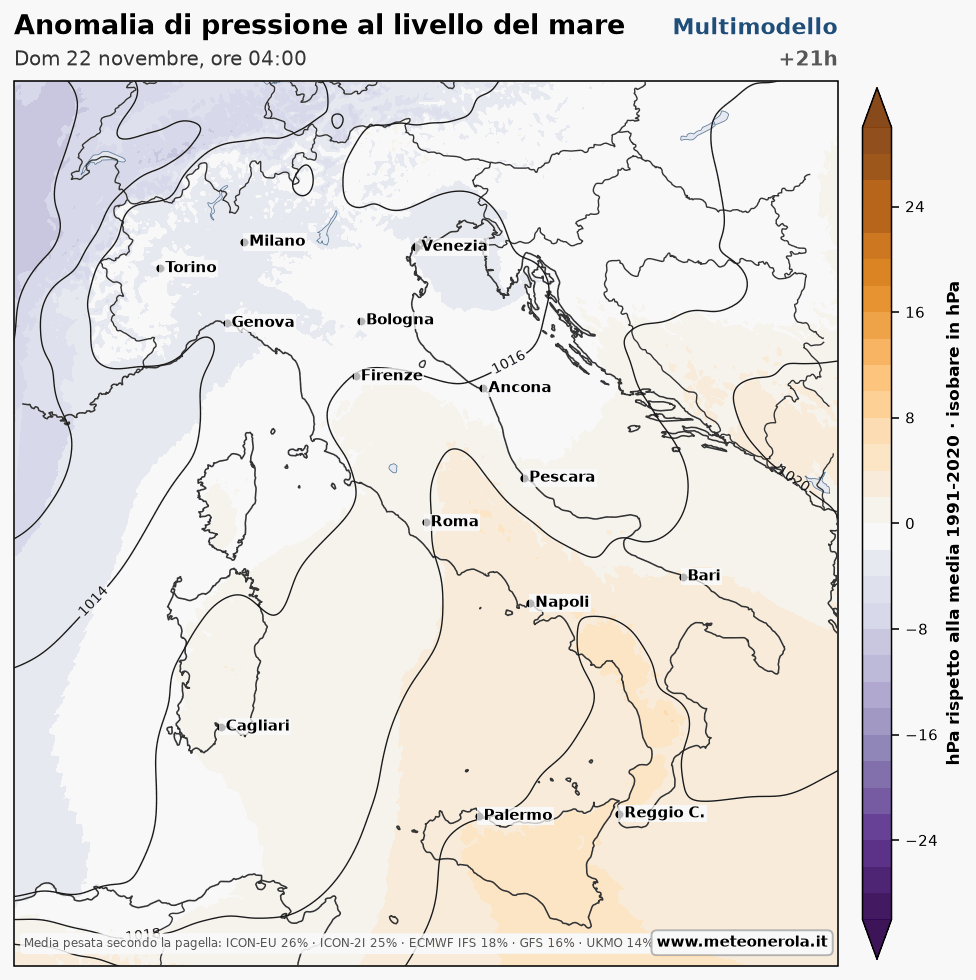 Anomalia di pressione al livello del mare
Multimodello
Dom 22 novembre, ore 04:00
+21h
Milano
Venezia
Torino
Genova
Bologna
1016
Firenze
Ancona
Pescara
1020
Roma
Bari
1014
Napoli
Cagliari
Palermo
Reggio C.
1018
Media pesata secondo la pagella: ICON-EU 26% · ICON-2I 25% · ECMWF IFS 18% · GFS 16% · UKMO 14%
www.meteonerola.it
24
16
8
0
−8
−16
−24
hPa rispetto alla media 1991-2020 · isobare in hPa